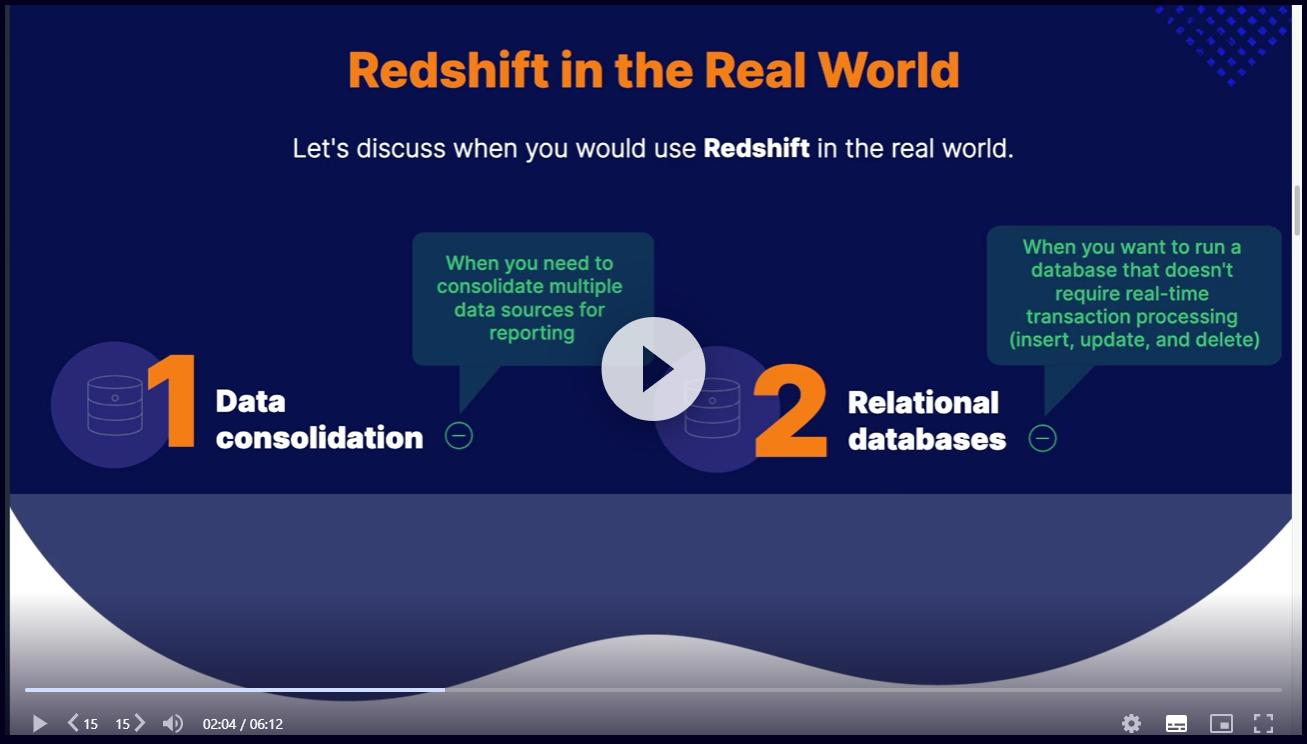 Redshift in the Real World
Let's discuss when you would use Redshift in the real world.
When you need to
consolidate multiple
data sources for
reporting
1
Data
consolidation
When you want to run a
database that doesn't
require real-time
transaction processing
(insert, update, and delete)
2
Relational
databases
15
15
02:04 / 06:12